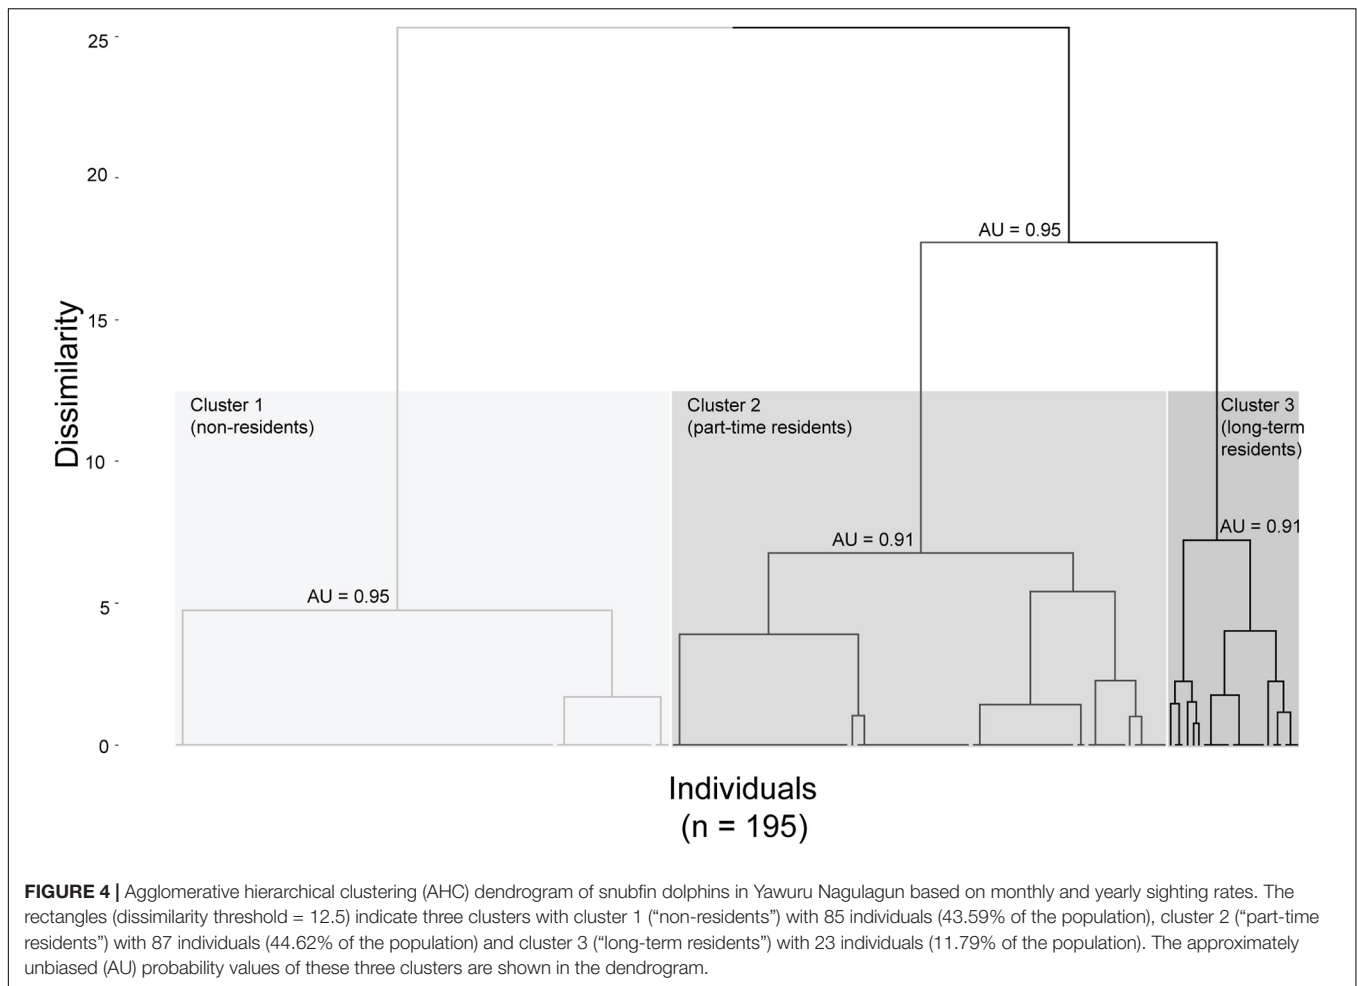 25
20
15
10
5
0
Dissimilarity
AU = 0.95
Cluster 1
(non-residents)
Cluster 2
(part-time residents)
Cluster 3
(long-term
residents)
AU = 0.91
AU = 0.91
AU = 0.95
Individuals
(n = 195)
FIGURE 4 | Agglomerative hierarchical clustering (AHC) dendrogram of snubfin dolphins in Yawuru Nagulagun based on monthly and yearly sighting rates. The
rectangles (dissimilarity threshold = 12.5) indicate three clusters with cluster 1 (“non-residents”) with 85 individuals (43.59% of the population), cluster 2 (“part-time
residents”) with 87 individuals (44.62% of the population) and cluster 3 (“long-term residents”) with 23 individuals (11.79% of the population). The approximately
unbiased (AU) probability values of these three clusters are shown in the dendrogram.